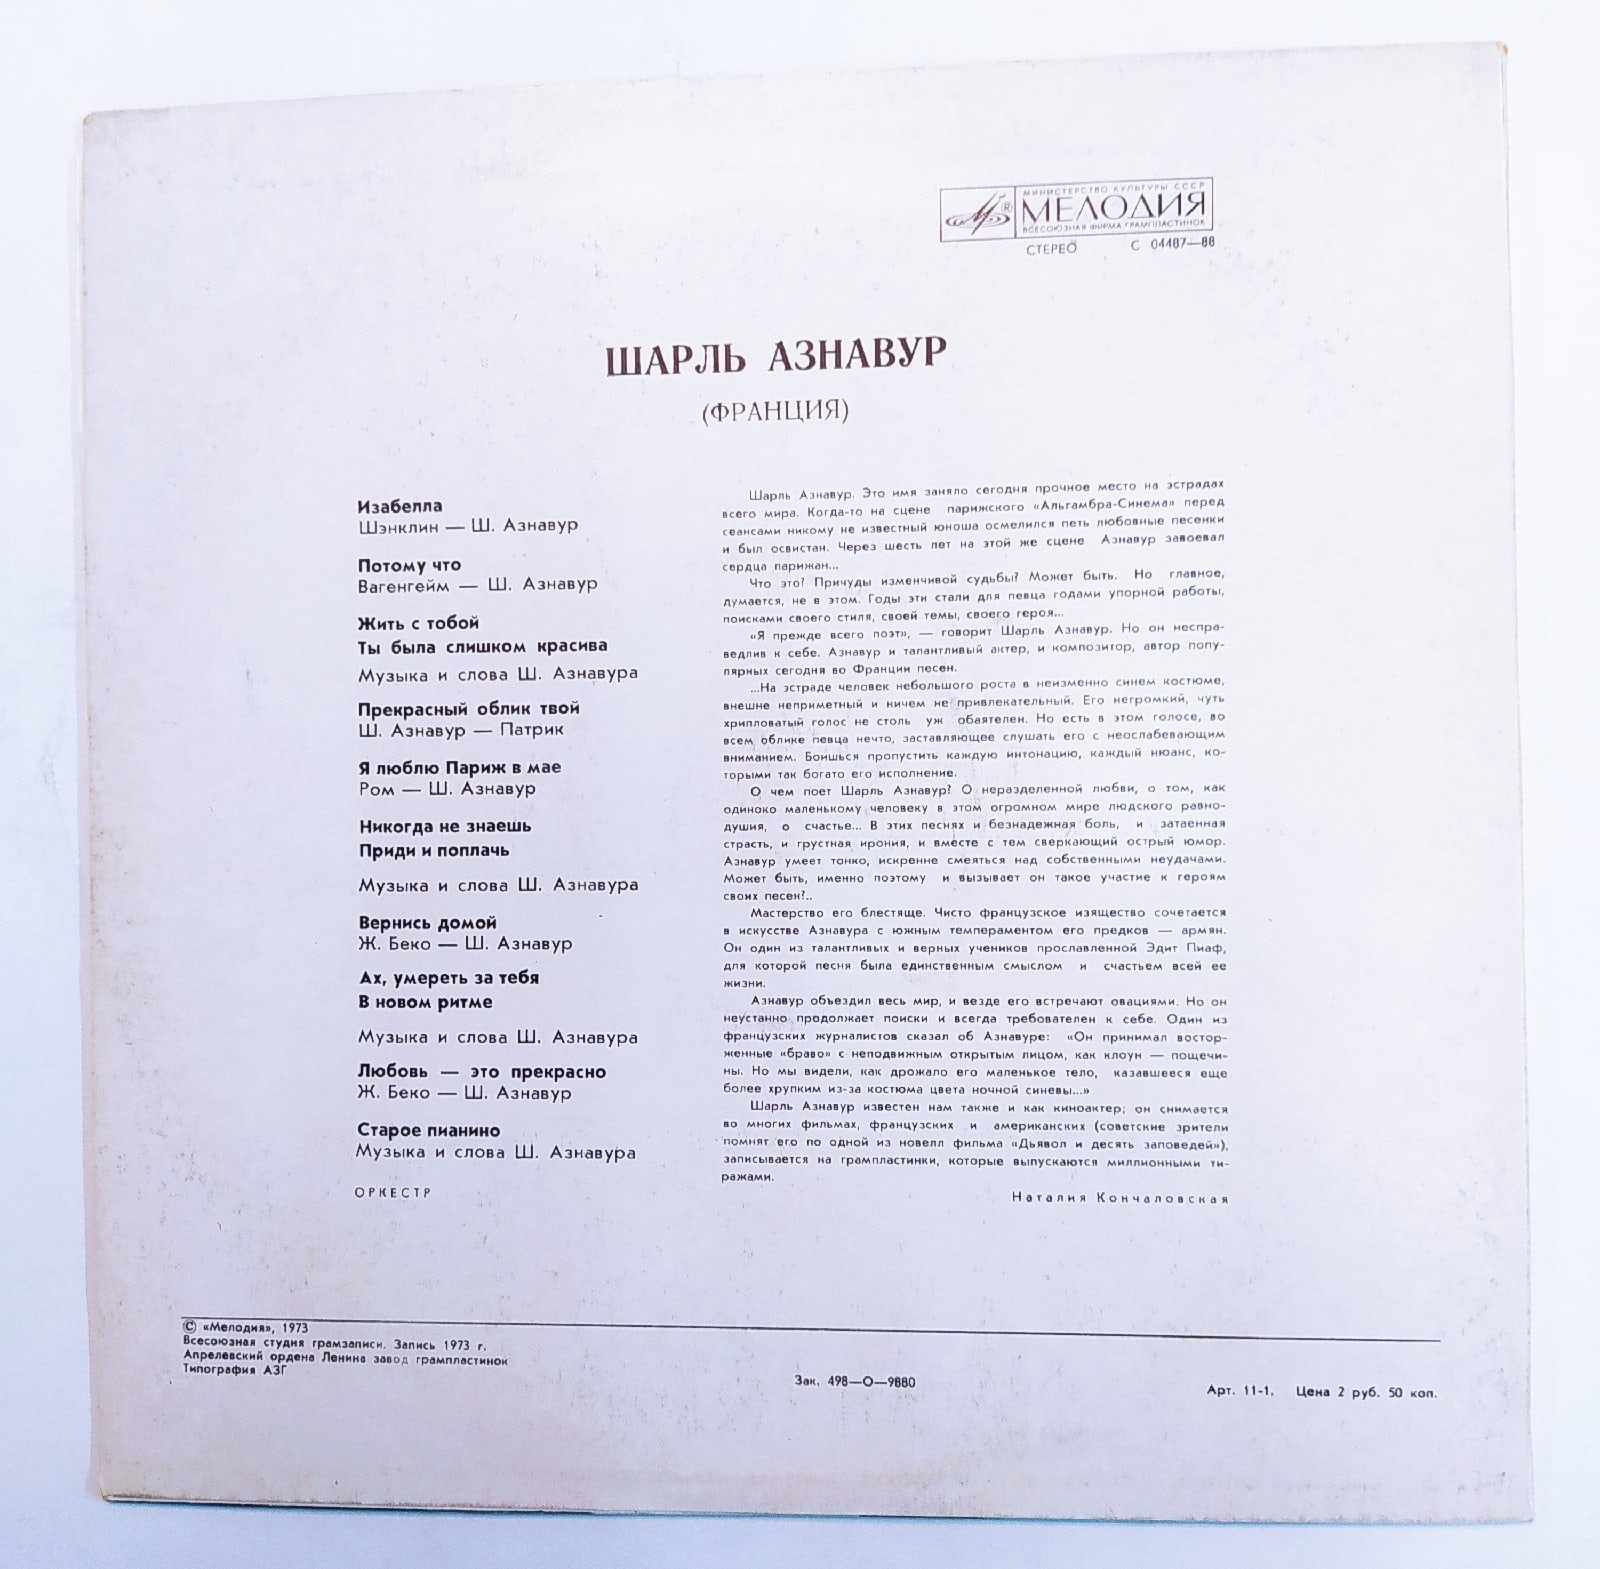 МИНИСТЕРСТВО КУЛЬТУРЫ СССР
МЕЛОДИЯ
ВСЕСОЮЗНАЯ ФИРМА ГРАМПЛАСТИНОК
СТЕРЕО С 04487—88
ШАРЛЬ АЗНАВУР
(ФРАНЦИЯ)
Изабелла
Шэнклин — Ш. Азнавур
Потому что
Вагенгейм — Ш. Азнавур
Жить с тобой
Ты была слишком красива
Музыка и слова Ш. Азнавура
Прекрасный облик твой
Ш. Азнавур — Патрик
Я люблю Париж в мае
Ром — Ш. Азнавур
Никогда не знаешь
Приди и поплачь
Музыка и слова Ш. Азнавура
Вернись домой
Ж. Беко — Ш. Азнавур
Ах, умереть за тебя
В новом ритме
Музыка и слова Ш. Азнавура
Любовь — это прекрасно
Ж. Беко — Ш. Азнавур
Старое пианино
Музыка и слова Ш. Азнавура
ОРКЕСТР
Шарль Азнавур. Это имя заняло сегодня прочное место на эстрадах
всего мира. Когда-то на сцене парижского «Альгамбра-Синема» перед
сеансами никому не известный юноша осмелился петь любовные песенки
и был освистан. Через шесть лет на этой же сцене Азнавур завоевал
сердца парижан...
Что это? Причуды изменчивой судьбы? Может быть. Но главное,
думается, не в этом. Годы эти стали для певца годами упорной работы,
поисками своего стиля, своей темы, своего героя...
«Я прежде всего поэт», — говорит Шарль Азнавур. Но он неспра-
ведлив к себе. Азнавур и талантливый актер, и композитор, автор попу-
лярных сегодня во Франции песен.
...На эстраде человек небольшого роста в неизменно синем костюме,
внешне неприметный и ничем не привлекательный. Его негромкий, чуть
хрипловатый голос не столь уж обаятелен. Но есть в этом голосе, во
всем облике певца нечто, заставляющее слушать его с неослабевающим
вниманием. Боишься пропустить каждую интонацию, каждый нюанс, ко-
торыми так богато его исполнение.
О чем поет Шарль Азнавур? О неразделенной любви, о том, как
одиноко маленькому человеку в этом огромном мире людского равно-
душия, о счастье... В этих песнях и безнадежная боль, и затаенная
страсть, и грустная ирония, и вместе с тем сверкающий острый юмор.
Азнавур умеет тонко, искренне смеяться над собственными неудачами.
Может быть, именно поэтому и вызывает он такое участие к героям
своих песен?..
Мастерство его блестяще. Чисто французское изящество сочетается
в искусстве Азнавура с южным темпераментом его предков — армян.
Он один из талантливых и верных учеников прославленной Эдит Пиаф,
для которой песня была единственным смыслом и счастьем всей ее
жизни.
Азнавур объездил весь мир, и везде его встречают овациями. Но он
неустанно продолжает поиски и всегда требователен к себе. Один из
французских журналистов сказал об Азнавуре: «Он принимал востор-
женные «браво» с неподвижным открытым лицом, как клоун — пощечи-
ны. Но мы видели, как дрожало его маленькое тело, казавшееся еще
более хрупким из-за костюма цвета ночной синевы...»
Шарль Азнавур известен нам также и как киноактер; он снимается
во многих фильмах, французских и американских (советские зрители
помнят его по одной из новелл фильма «Дьявол и десять заповедей»),
записывается на грампластинки, которые выпускаются миллионными ти-
ражами.
Наталия Кончаловская
© «Мелодия», 1973
Всесоюзная студия грамзаписи. Запись 1973 г.
Апрелевский ордена Ленина завод грампластинок
Типография АЗГ
Зак. 498—О—9880
Арт. 11-1. Цена 2 руб. 50 коп.